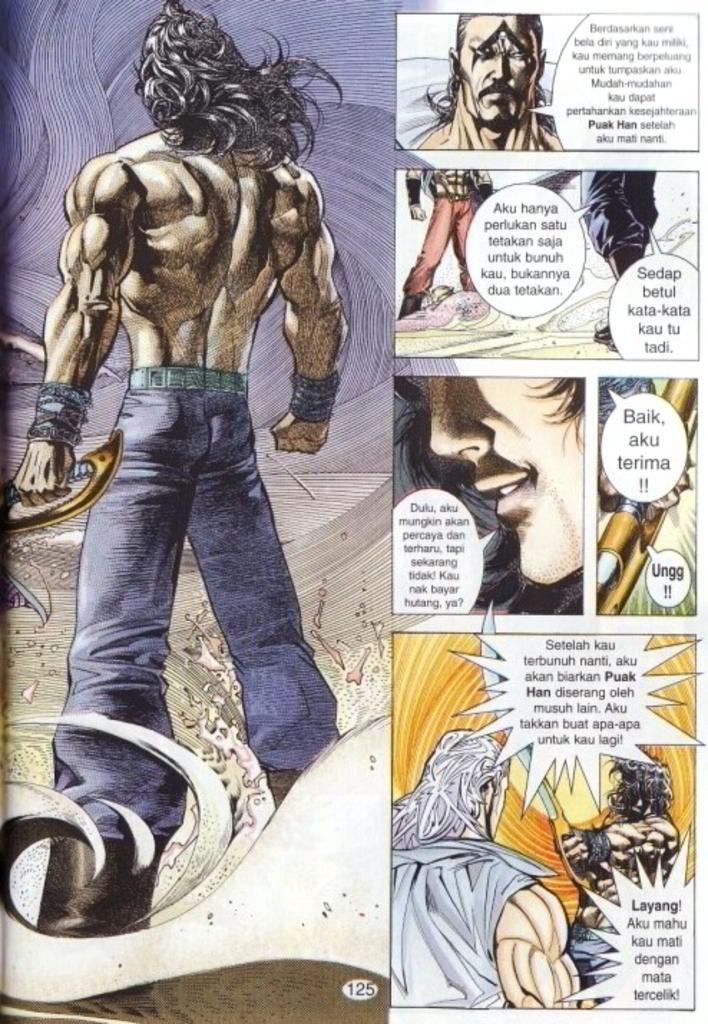 Berdasarkan seni
bela diri yang kau miliki,
kau memang berpeluang
untuk tumpaskan aku.
Mudah-mudahan
kau dapat
pertahankan kesejahteraan
Puak Han setelah
aku mati nanti.
Aku hanya
perlukan satu
tetakan saja
untuk bunuh
kau, bukannya
dua tetakan.
Sedap
betul
kata-kata
kau tu
tadi.
Dulu, aku
mungkin akan
percaya dan
terharu, tapi
sekarang
tidak! Kau
nak bayar
hutang, ya?
Baik,
aku
terima
!!
Ungg
!!
Setelah kau
terbunuh nanti, aku
akan biarkan Puak
Han diserang oleh
musuh lain. Aku
takkan buat apa-apa
untuk kau lagi!
Layang!
Aku mahu
kau mati
dengan
mata
tercelik!
125